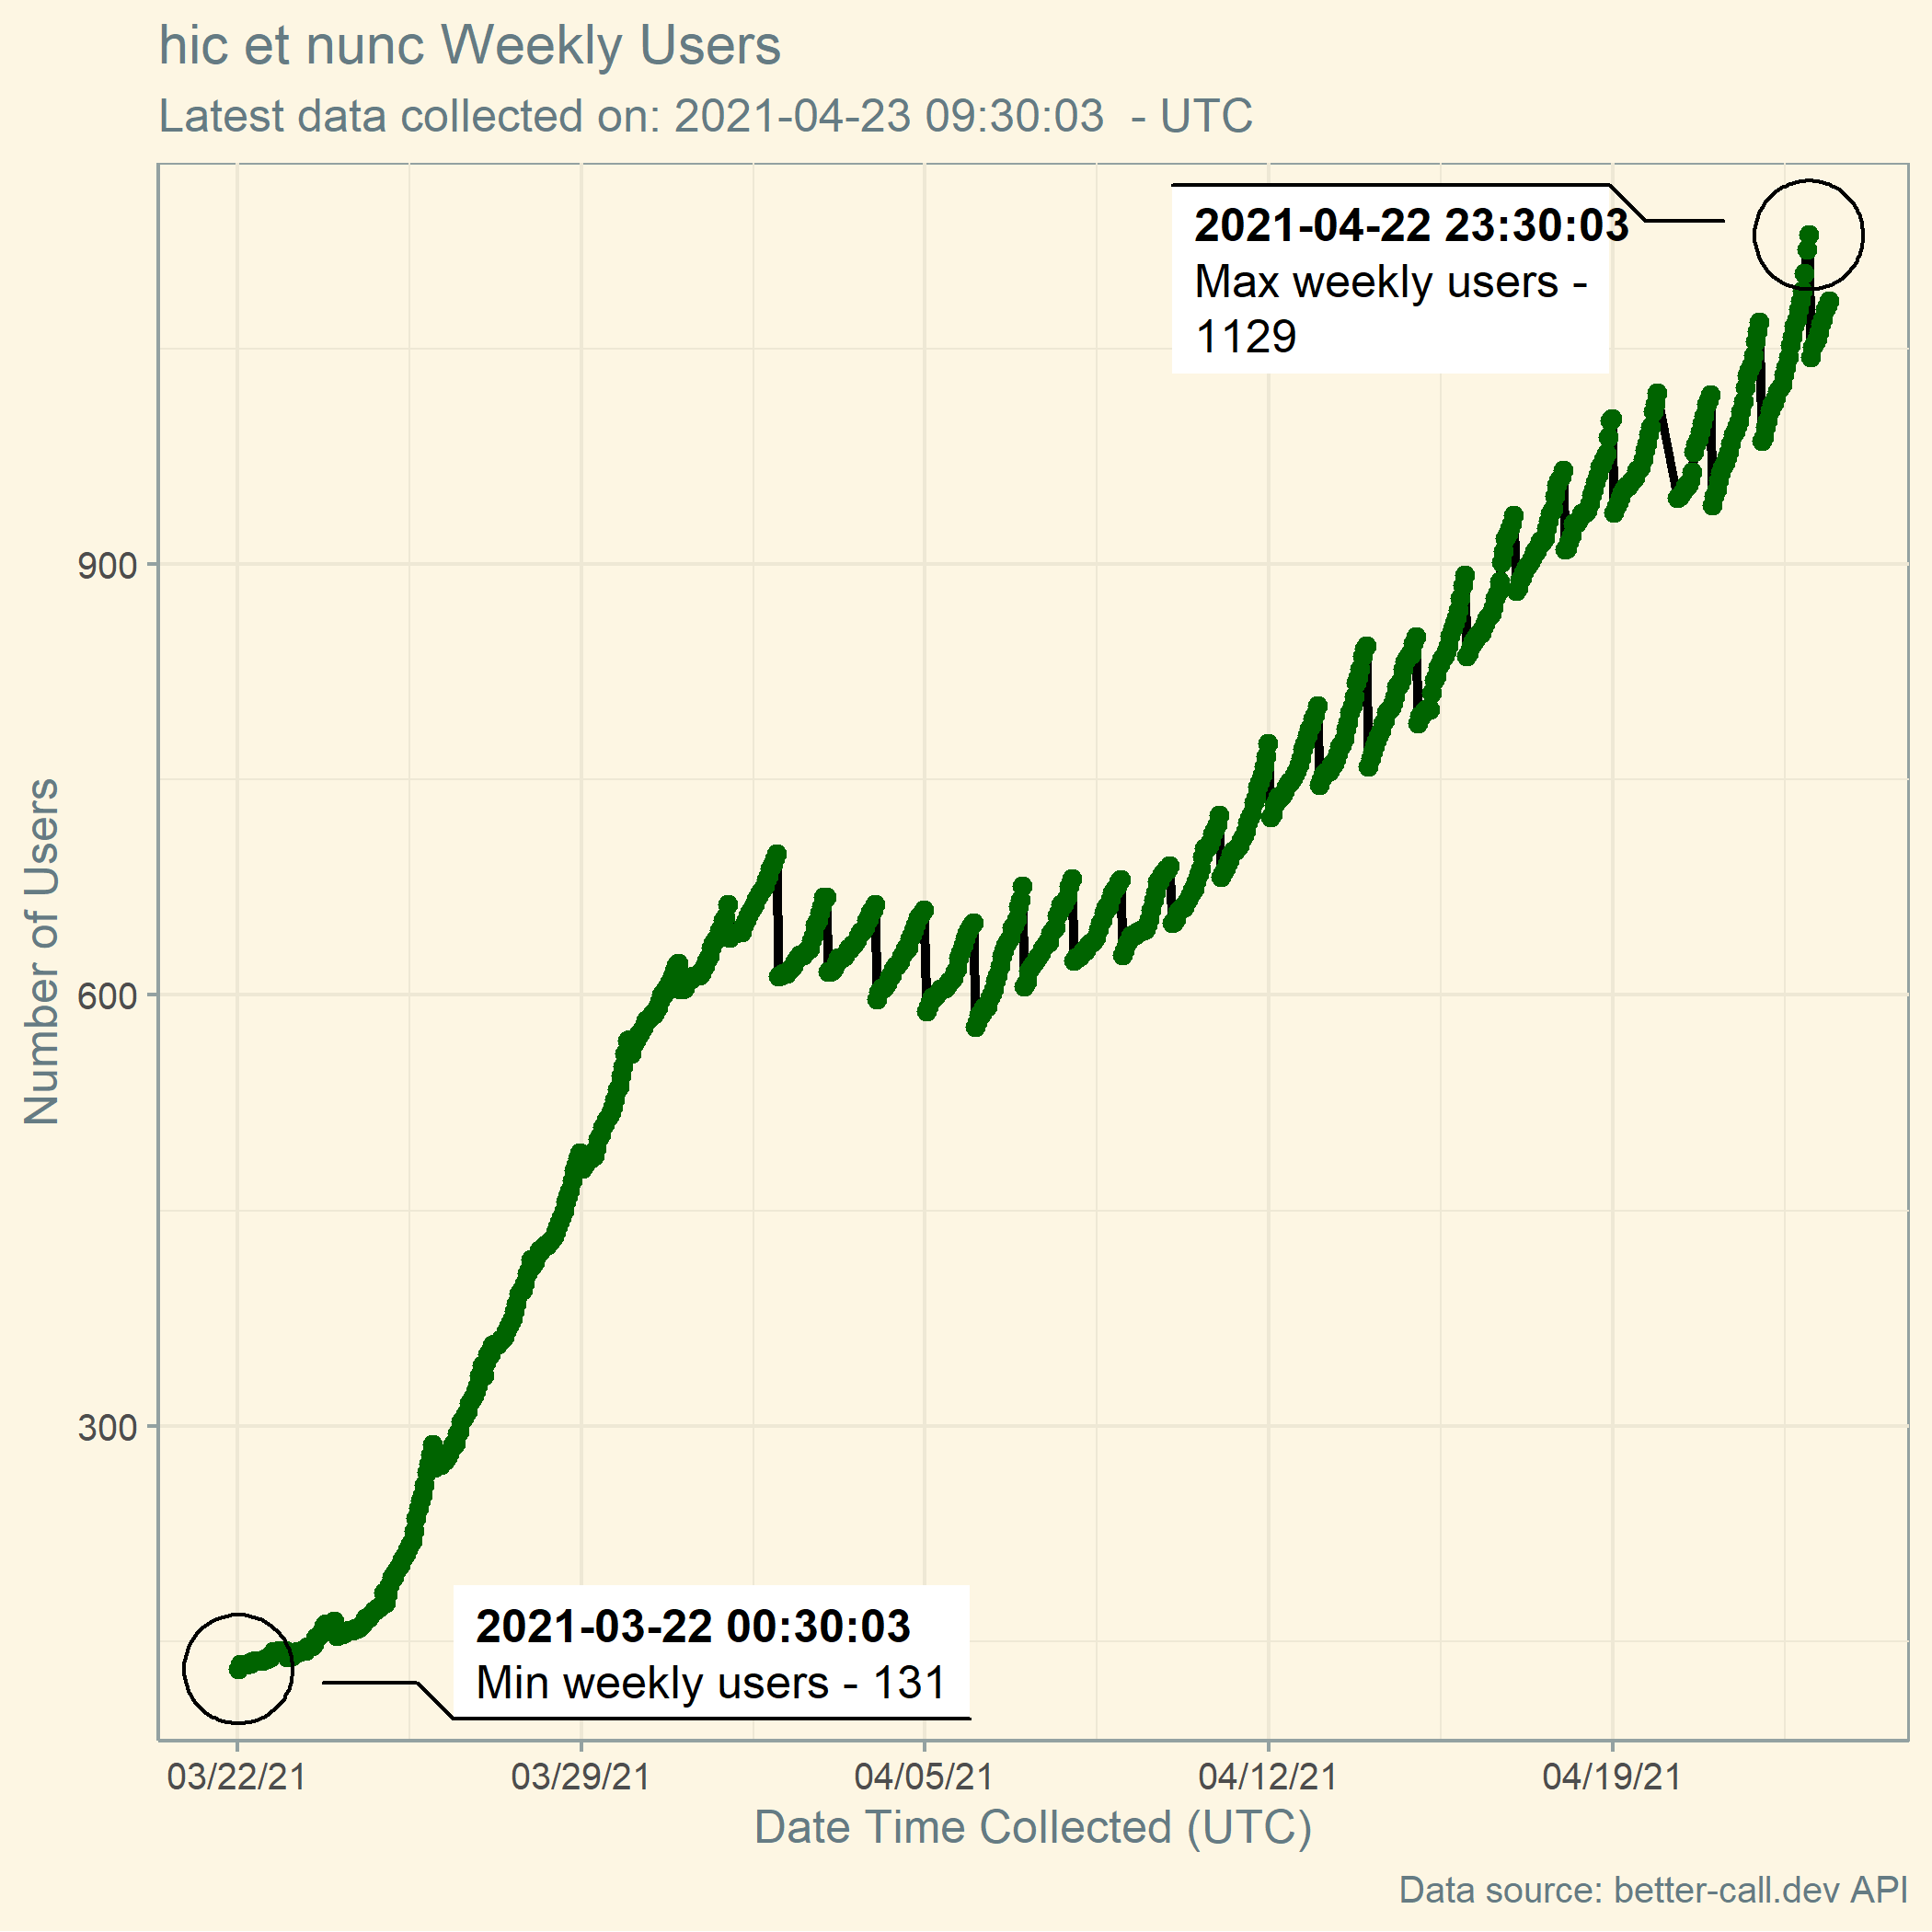 hic et nunc Weekly Users
Latest data collected on: 2021-04-23 09:30:03  - UTC
2021-04-22 23:30:03
Max weekly users -
1129
900
600
300
Number of Users
2021-03-22 00:30:03
Min weekly users - 131
03/22/21
03/29/21
04/05/21
04/12/21
04/19/21
Date Time Collected (UTC)
Data source: better-call.dev API